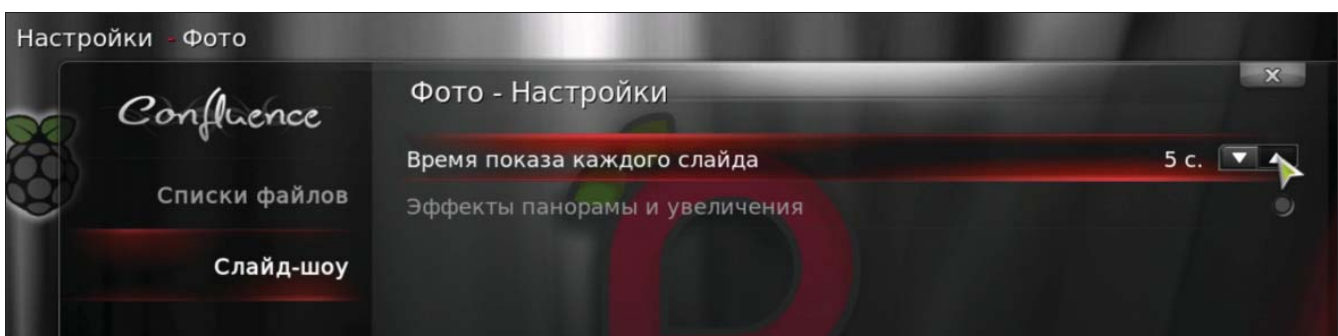 Настройки - Фото
Confluence
Фото - Настройки
Время показа каждого слайда 5 с.
Списки файлов
Эффекты панорамы и увеличения
Слайд-шоу